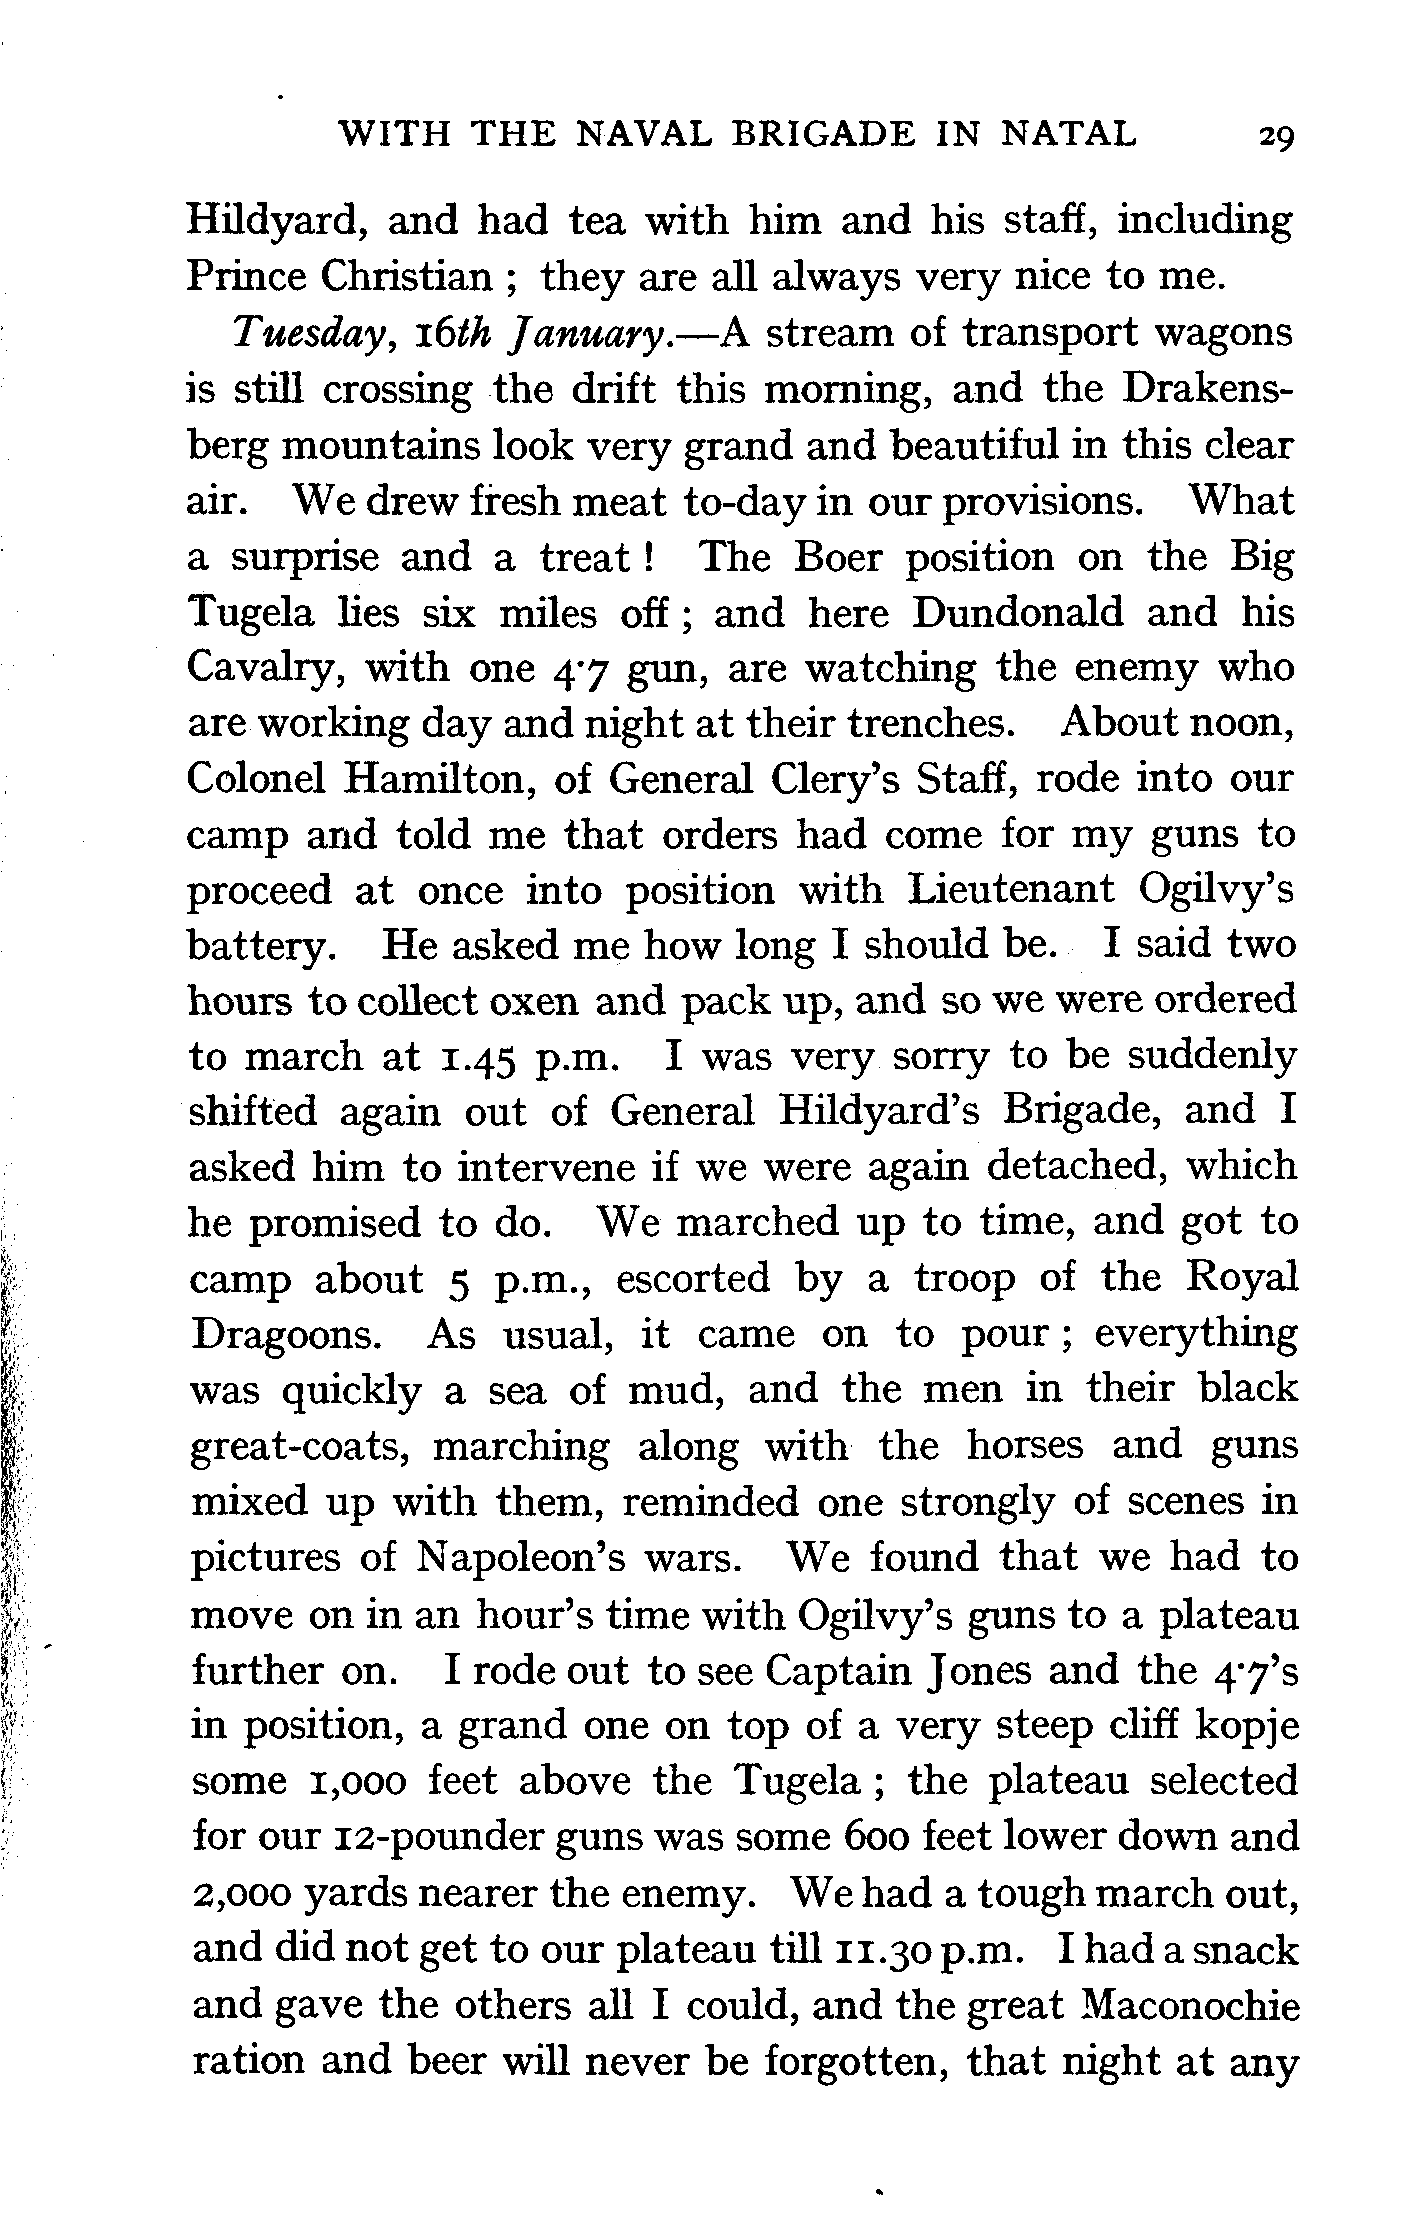 WITH THE NAVAL BRIGADE IN NATAL 29
Hildyard, and had tea with him and his staff, including
Prince Christian ; they are all always very nice to me.
Tuesday, 16th January.—A stream of transport wagons
is still crossing the drift this morning, and the Drakens-
berg mountains look very grand and beautiful in this clear
air. We drew fresh meat to-day in our provisions. What
a surprise and a treat ! The Boer position on the Big
Tugela lies six miles off ; and here Dundonald and his
Cavalry, with one 4·7 gun, are watching the enemy who
are working day and night at their trenches. About noon,
Colonel Hamilton, of General Clery’s Staff, rode into our
camp and told me that orders had come for my guns to
proceed at once into position with Lieutenant Ogilvy’s
battery. He asked me how long I should be. I said two
hours to collect oxen and pack up, and so we were ordered
to march at 1.45 p.m. I was very sorry to be suddenly
shifted again out of General Hildyard’s Brigade, and I
asked him to intervene if we were again detached, which
he promised to do. We marched up to time, and got to
camp about 5 p.m., escorted by a troop of the Royal
Dragoons. As usual, it came on to pour ; everything
was quickly a sea of mud, and the men in their black
great-coats, marching along with the horses and guns
mixed up with them, reminded one strongly of scenes in
pictures of Napoleon’s wars. We found that we had to
move on in an hour’s time with Ogilvy’s guns to a plateau
further on. I rode out to see Captain Jones and the 4·7’s
in position, a grand one on top of a very steep cliff kopje
some 1,000 feet above the Tugela ; the plateau selected
for our 12-pounder guns was some 600 feet lower down and
2,000 yards nearer the enemy. We had a tough march out,
and did not get to our plateau till 11.30 p.m. I had a snack
and gave the others all I could, and the great Maconochie
ration and beer will never be forgotten, that night at any